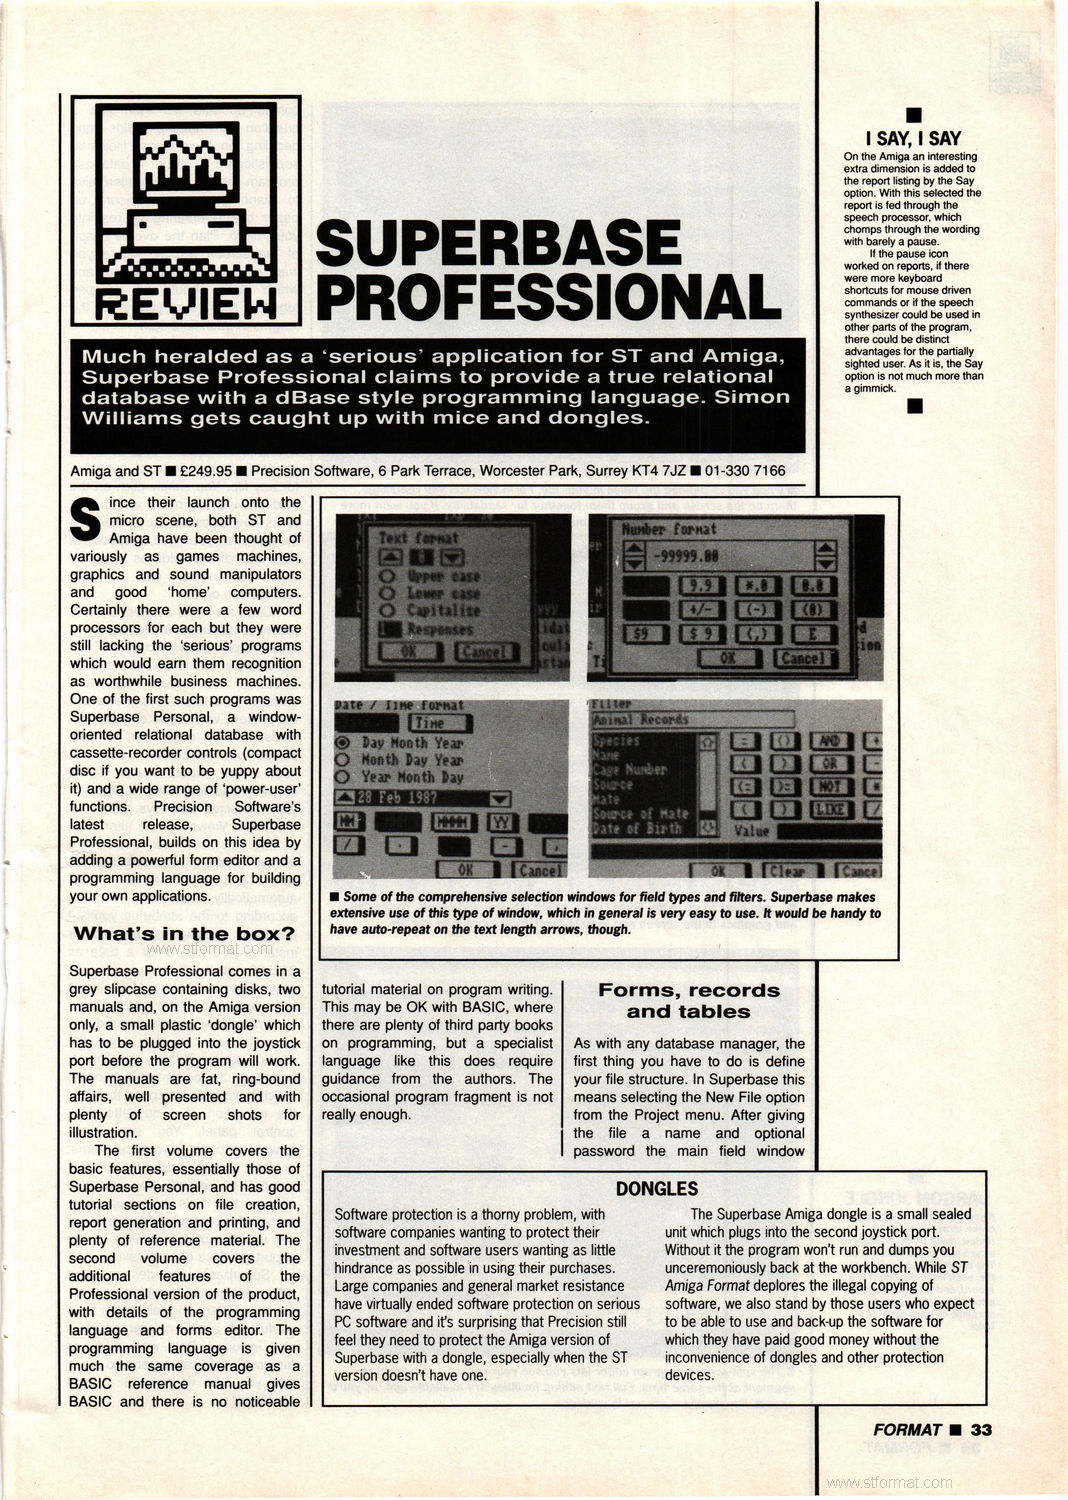 REVIEW
SUPERBASE
PROFESSIONAL
Much heralded as a ‘serious’ application for ST and Amiga,
Superbase Professional claims to provide a true relational
database with a dBase style programming language. Simon
Williams gets caught up with mice and dongles.
Amiga and ST ■ £249.95 ■ Precision Software, 6 Park Terrace, Worcester Park, Surrey KT4 7JZ ■ 01-330 7166
Since their launch onto the
micro scene, both ST and
Amiga have been thought of
variously as games machines,
graphics and sound manipulators
and good ‘home’ computers.
Certainly there were a few word
processors for each but they were
still lacking the ‘serious’ programs
which would earn them recognition
as worthwhile business machines.
One of the first such programs was
Superbase Personal, a window-
oriented relational database with
cassette-recorder controls (compact
disc if you want to be yuppy about
it) and a wide range of ‘power-user’
functions. Precision Software's
latest release, Superbase
Professional, builds on this idea by
adding a powerful form editor and a
programming language for building
your own applications.
What's in the box?
www.stformat.com
Superbase Professional comes in a
grey slipcase containing disks, two
manuals and, on the Amiga version
only, a small plastic ‘dongle’ which
has to be plugged into the joystick
port before the program will work.
The manuals are fat, ring-bound
affairs, well presented and with
plenty of screen shots for
illustration.
The first volume covers the
basic features, essentially those of
Superbase Personal, and has good
tutorial sections on file creation,
report generation and printing, and
plenty of reference material. The
second volume covers the
additional features of the
Professional version of the product,
with details of the programming
language and forms editor. The
programming language is given
much the same coverage as a
BASIC reference manual gives
BASIC and there is no noticeable
Text format
Upper case
Lower case
Capitalize
Responses
OK Cancel
Number format
-99999.00
9.9 *.0 0.0
+/- (-) (0)
$9 $ 9 (,) E
OK Cancel
Date / Time format
Time
Day Month Year
Month Day Year
Year Month Day
28 Feb 1987
MM MMMM YY
/ . - ,
OK Cancel
Filter
Animal Records
Species
Name
Cage Number
Source
Mate
Source of Mate
Date of Birth
= () AND +
< > OR -
<= >= NOT *
( ) LIKE /
Value
OK Clear Cance
■ Some of the comprehensive selection windows for field types and filters. Superbase makes
extensive use of this type of window, which in general is very easy to use. It would be handy to
have auto-repeat on the text length arrows, though.
tutorial material on program writing.
This may be OK with BASIC, where
there are plenty of third party books
on programming, but a specialist
language like this does require
guidance from the authors. The
occasional program fragment is not
really enough.
Forms, records
and tables
As with any database manager, the
first thing you have to do is define
your file structure. In Superbase this
means selecting the New File option
from the Project menu. After giving
the file a name and optional
password the main field window
DONGLES
Software protection is a thorny problem, with
software companies wanting to protect their
investment and software users wanting as little
hindrance as possible in using their purchases.
Large companies and general market resistance
have virtually ended software protection on serious
PC software and it's surprising that Precision still
feel they need to protect the Amiga version of
Superbase with a dongle, especially when the ST
version doesn't have one.
The Superbase Amiga dongle is a small sealed
unit which plugs into the second joystick port.
Without it the program won't run and dumps you
unceremoniously back at the workbench. While ST
Amiga Format deplores the illegal copying of
software, we also stand by those users who expect
to be able to use and back-up the software for
which they have paid good money without the
inconvenience of dongles and other protection
devices.
I SAY, I SAY
On the Amiga an interesting
extra dimension is added to
the report listing by the Say
option. With this selected the
report is fed through the
speech processor, which
chomps through the wording
with barely a pause.
If the pause icon
worked on reports, if there
were more keyboard
shortcuts for mouse driven
commands or if the speech
synthesizer could be used in
other parts of the program,
there could be distinct
advantages for the partially
sighted user. As it is, the Say
option is not much more than
a gimmick.
FORMAT ■ 33
www.stformat.com